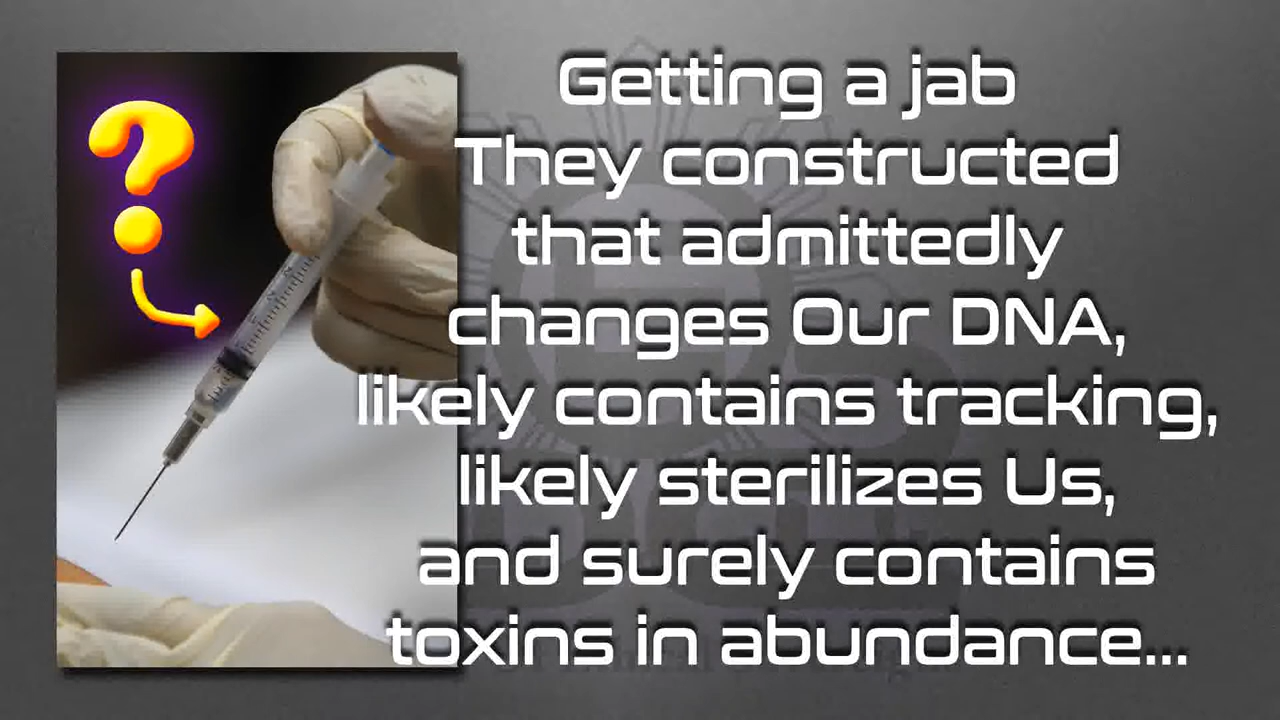 ?
Getting a jab
They constructed
that admittedly
changes Our DNA,
likely contains tracking,
likely sterilizes Us,
and surely contains
toxins in abundance...